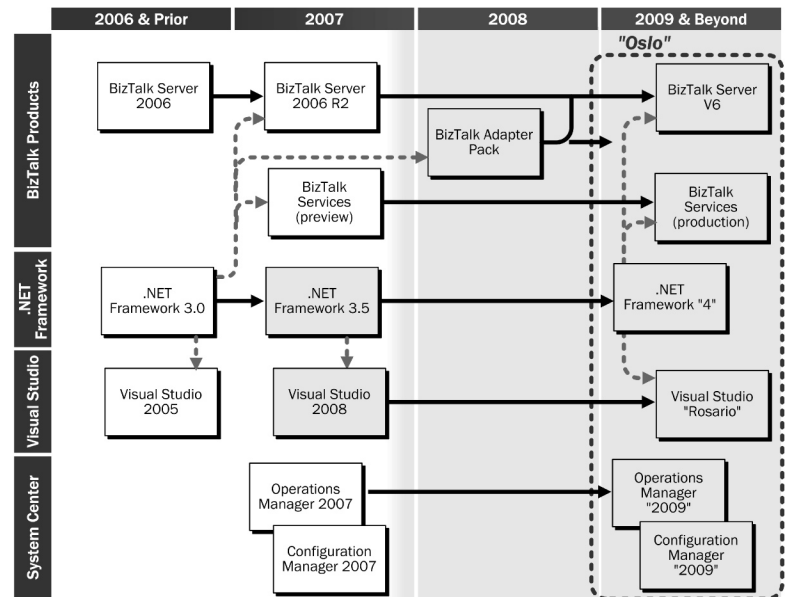 2006 & Prior
2007
2008
2009 & Beyond
"Oslo"
BizTalk Products
BizTalk Server
2006
BizTalk Server
2006 R2
BizTalk Adapter
Pack
BizTalk Server
V6
BizTalk
Services
(preview)
BizTalk
Services
(production)
.NET
Framework
.NET
Framework 3.0
.NET
Framework 3.5
.NET
Framework "4"
Visual Studio
Visual Studio
2005
Visual Studio
2008
Visual Studio
"Rosario"
System Center
Operations
Manager 2007
Configuration
Manager 2007
Operations
Manager
"2009"
Configuration
Manager
"2009"